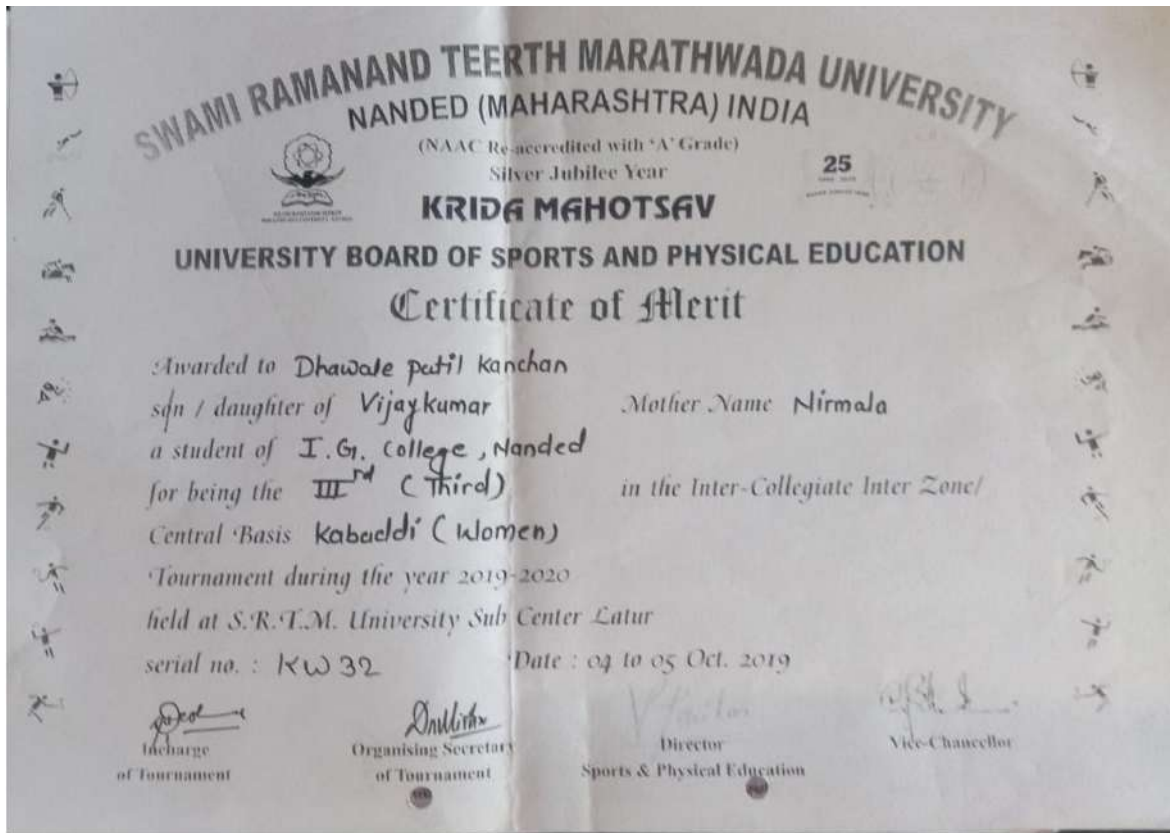 SWAMI RAMANAND TEERTH MARATHWADA UNIVERSITY
NANDED (MAHARASHTRA) INDIA
(NAAC Re-accredited with 'A' Grade)
Silver Jubilee Year
25
KRIDA MAHOTSAV
UNIVERSITY BOARD OF SPORTS AND PHYSICAL EDUCATION
Certificate of Merit
Awarded to Dhawale patil Kanchan
son / daughter of Vijaykumar Mother Name Nirmala
a student of I.G. College, Nanded
for being the IIIrd (Third) in the Inter-Collegiate Inter Zone/
Central Basis Kabaddi (Women)
Tournament during the year 2019-2020
held at S.R.T.M. University Sub Center Latur
serial no. : KW 32 Date : 04 to 05 Oct. 2019
Incharge Organising Secretary Director Vice-Chancellor
of Tournament of Tournament Sports & Physical Education